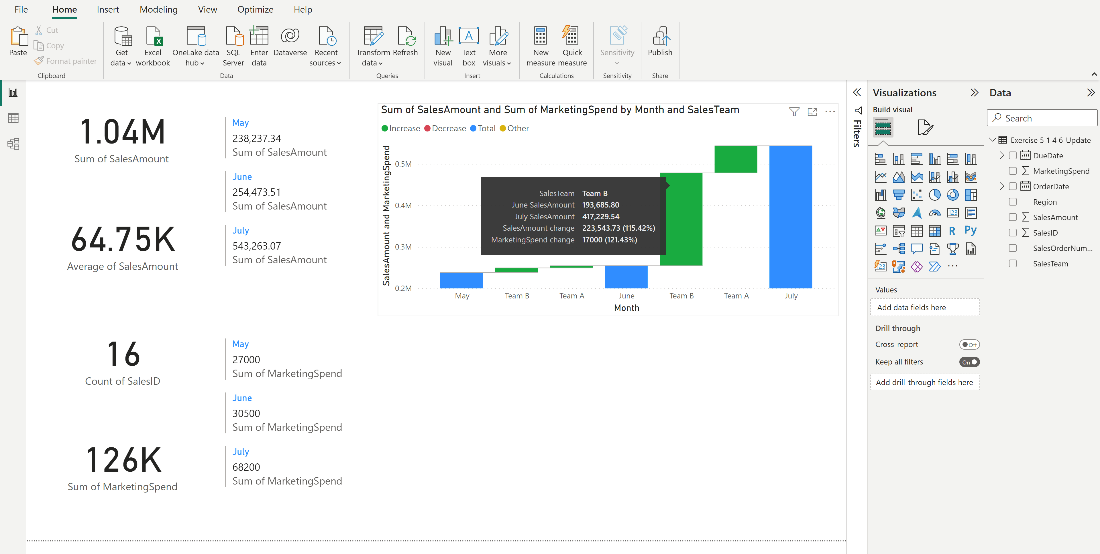 File Home Insert Modeling View Optimize Help
Paste
Cut
Copy
Format painter
Clipboard
Get data
Excel workbook
OneLake data hub
SQL Server
Enter data
Dataverse
Recent sources
Data
Transform data
Refresh
Queries
New visual
Text box
More visuals
Insert
New measure
Quick measure
Calculations
Sensitivity
Sensitivity
Publish
Share
1.04M
Sum of SalesAmount
64.75K
Average of SalesAmount
16
Count of SalesID
126K
Sum of MarketingSpend
May
238,237.34
Sum of SalesAmount
June
254,473.51
Sum of SalesAmount
July
543,263.07
Sum of SalesAmount
May
27000
Sum of MarketingSpend
June
30500
Sum of MarketingSpend
July
68200
Sum of MarketingSpend
Sum of SalesAmount and Sum of MarketingSpend by Month and SalesTeam
Increase Decrease Total Other
SalesAmount and MarketingSpend
0.5M
0.4M
0.3M
0.2M
SalesTeam Team B
June SalesAmount 193,685.80
July SalesAmount 417,229.54
SalesAmount change 223,543.73 (115.42%)
MarketingSpend change 17000 (121.43%)
May Team B Team A June Team B Team A July
Month
Filters
Visualizations
Build visual
R Py
Values
Add data fields here
Drill through
Cross-report Off
Keep all filters On
Add drill-through fields here
Data
Search
Exercise 5 1 4 6 Update
DueDate
MarketingSpend
OrderDate
Region
SalesAmount
SalesID
SalesOrderNum...
SalesTeam